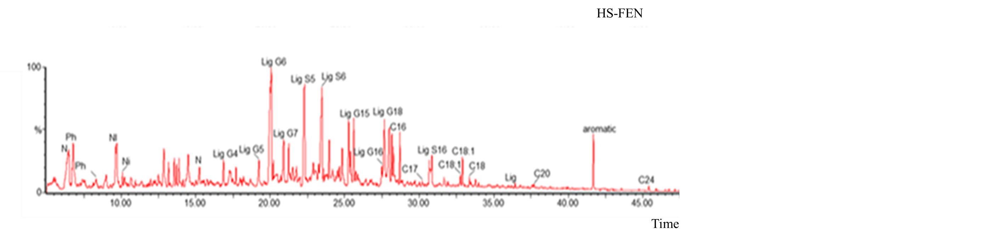 HS-FEN
100
Lig G6
Lig S5
Lig S6
Lig G15
Lig G18
C16
%
Lig G7
aromatic
Ph
NI
N
Lig G4
Lig G5
Lig G16
Lig S16
C18:1
Ph
Ni
N
C17
C18:1
C18
Lig
C20
C24
0
10.00 15.00 20.00 25.00 30.00 35.00 40.00 45.00
Time